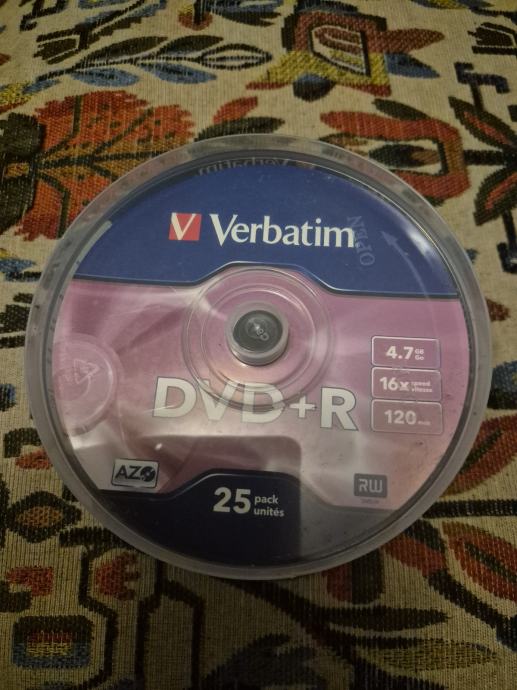 Verbatim
OPEN
DVD+R
4.7 GB Go
16x speed vitesse
120 min
AZO
25 pack unités
RW